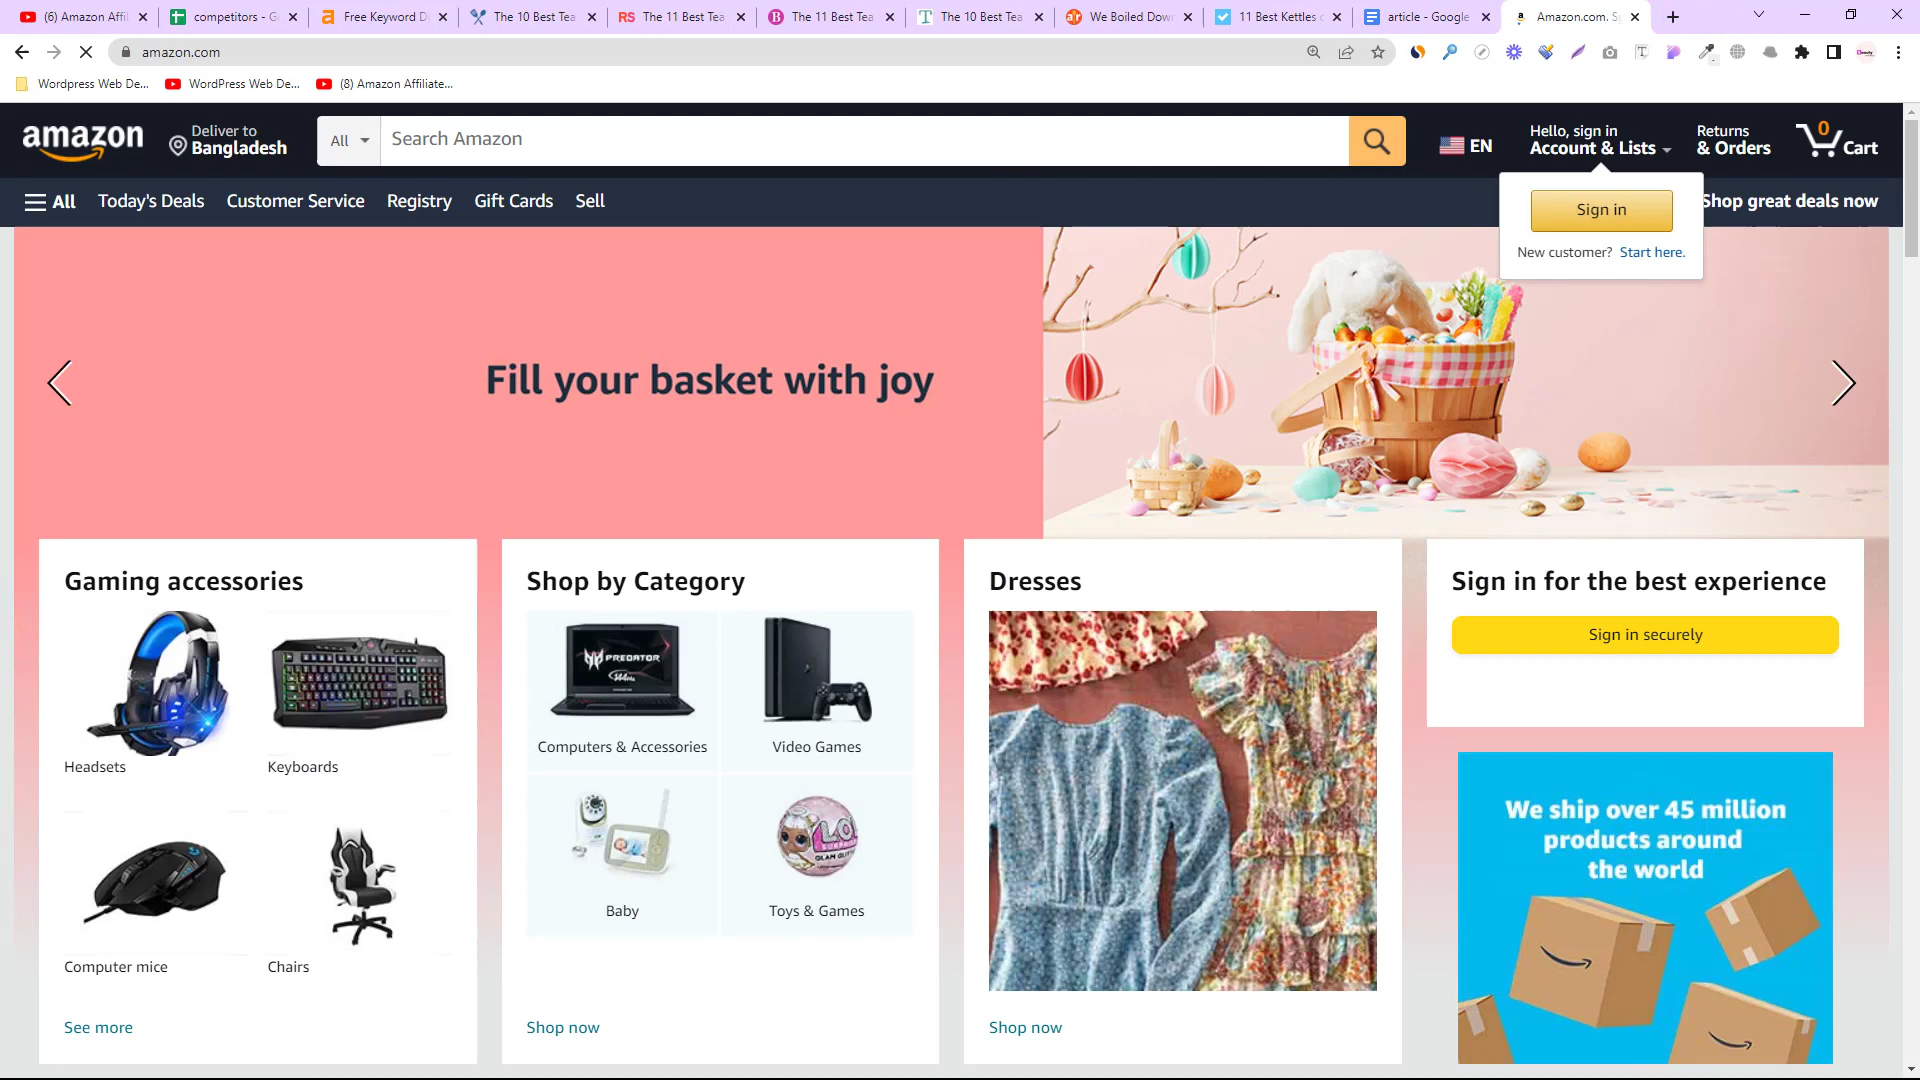 (6) Amazon Affil
competitors - G
Free Keyword D
The 10 Best Tea
The 11 Best Tea
The 11 Best Tea
The 10 Best Tea
We Boiled Dow
11 Best Kettles
article - Google
Amazon.com. S
amazon.com
Wordpress Web De...
WordPress Web De...
(8) Amazon Affiliate...
amazon
Deliver to
Bangladesh
All
Search Amazon
EN
Hello, sign in
Account & Lists
Returns
& Orders
0
Cart
All
Today's Deals
Customer Service
Registry
Gift Cards
Sell
Shop great deals now
Sign in
New customer? Start here.
Fill your basket with joy
Gaming accessories
Headsets
Keyboards
Computer mice
Chairs
See more
Shop by Category
PREDATOR
Computers & Accessories
Video Games
Baby
L.O.L.
SURPRISE
GLAM GLITTER
Toys & Games
Shop now
Dresses
Shop now
Sign in for the best experience
Sign in securely
We ship over 45 million
products around
the world